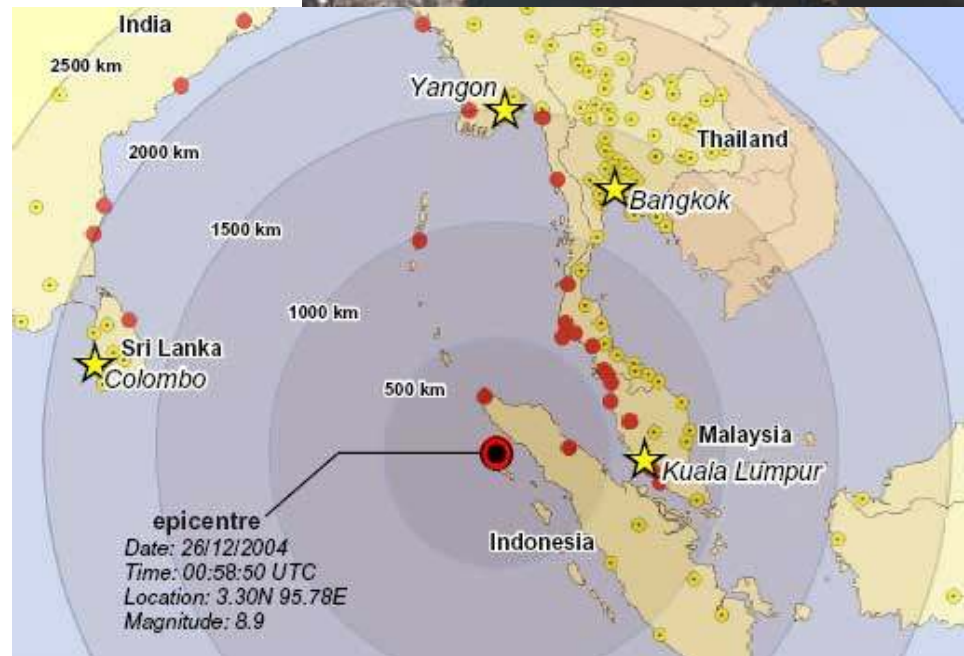 India
2500 km
Yangon
2000 km
Thailand
Bangkok
1500 km
1000 km
Sri Lanka
Colombo
500 km
Malaysia
Kuala Lumpur
epicentre
Date: 26/12/2004
Time: 00:58:50 UTC
Location: 3.30N 95.78E
Magnitude: 8.9
Indonesia